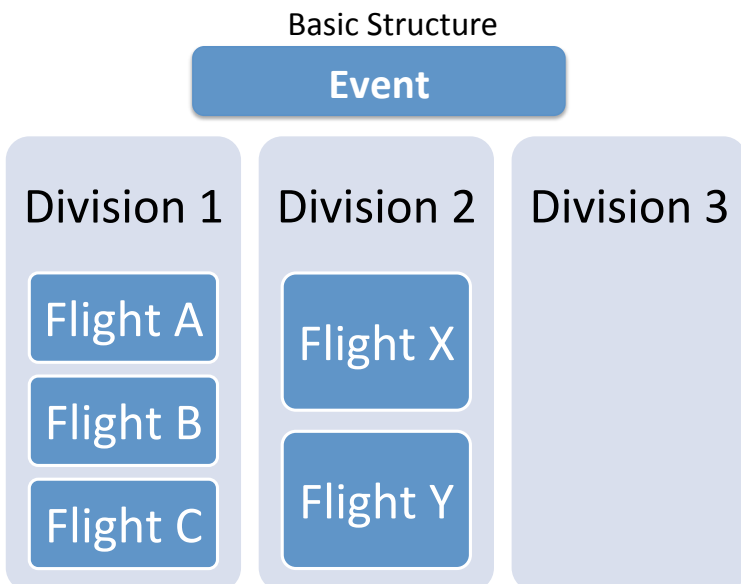 Basic Structure
Event
Division 1
Flight A
Flight B
Flight C
Division 2
Flight X
Flight Y
Division 3